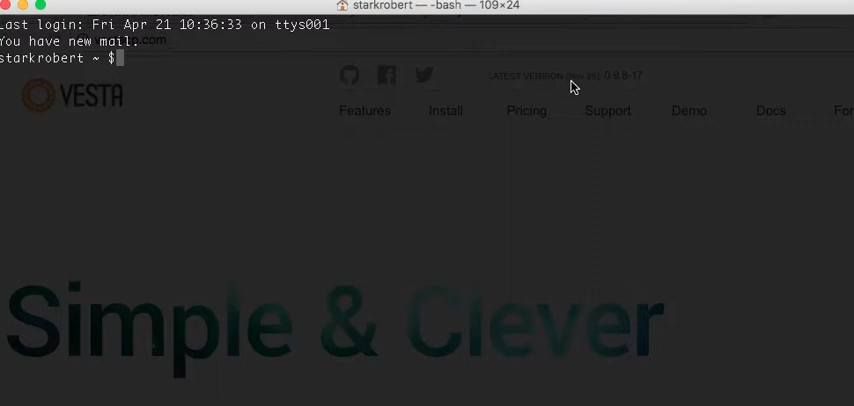 starkrobert — -bash — 109×24
Last login: Fri Apr 21 10:36:33 on ttys001
You have new mail.
starkrobert ~ $
VESTA
LATEST VERSION 0.9.8-17
Features Install Pricing Support Demo Docs For
Simple & Clever